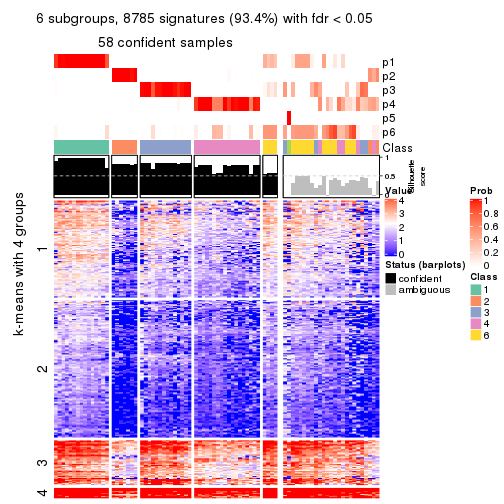 6 subgroups, 8785 signatures (93.4%) with fdr < 0.05
58 confident samples
p1
p2
p3
p4
p5
p6
Class
1
0.5
0
Silhouette
score
k-means with 4 groups
1
2
3
4
Value
4
3
2
1
0
Status (barplots)
confident
ambiguous
Prob
1
0.8
0.6
0.4
0.2
0
Class
1
2
3
4
6